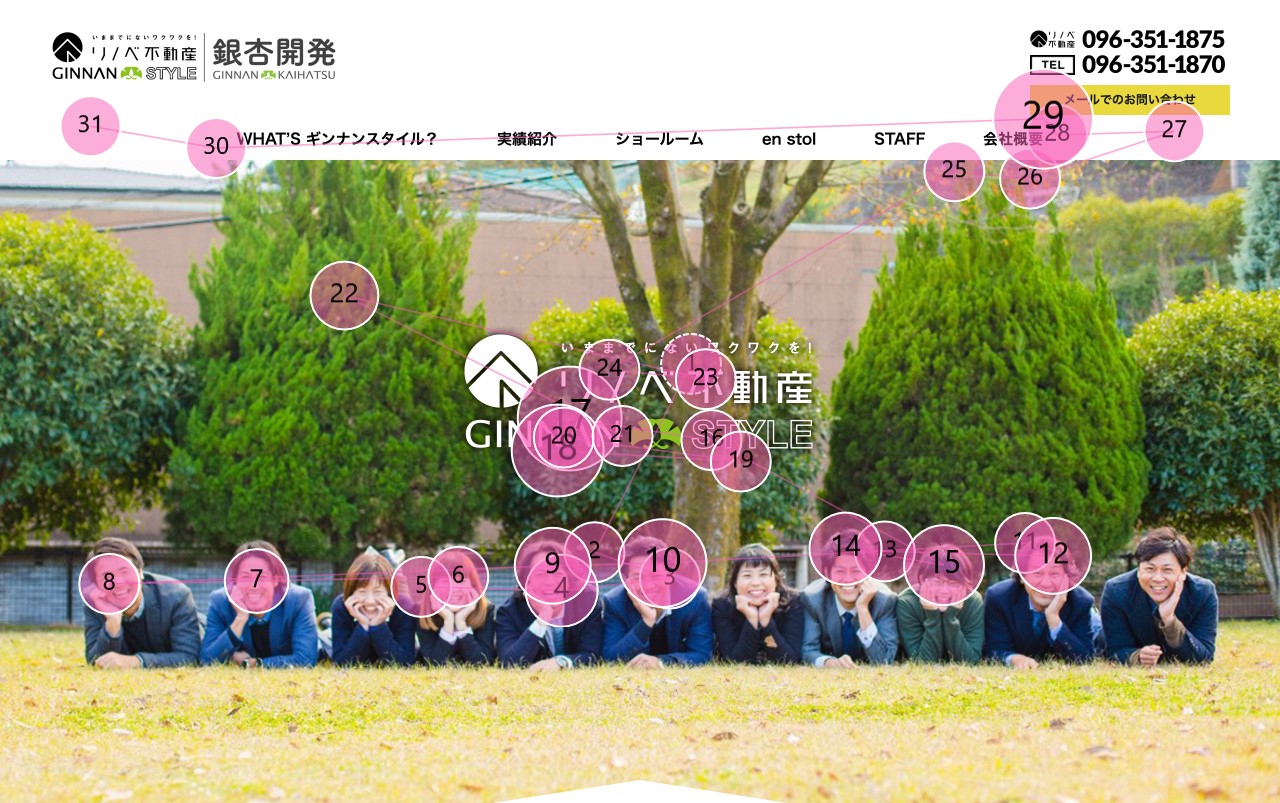 いままでにないワクワクを!
リノベ不動産
GINNAN STYLE
銀杏開発
GINNAN KAIHATSU
リノベ不動産 096-351-1875
TEL 096-351-1870
メールでのお問い合わせ
WHAT'S ギンナンスタイル？ 実績紹介 ショールーム en stol STAFF 会社概要
31
30
29
28
27
25
26
22
いままでにないワクワクを!
24
23
17
リノベ不動産
18
20
21
16
19
GINNAN STYLE
8
7
5
6
9
4
2
10
3
14
13
15
11
12